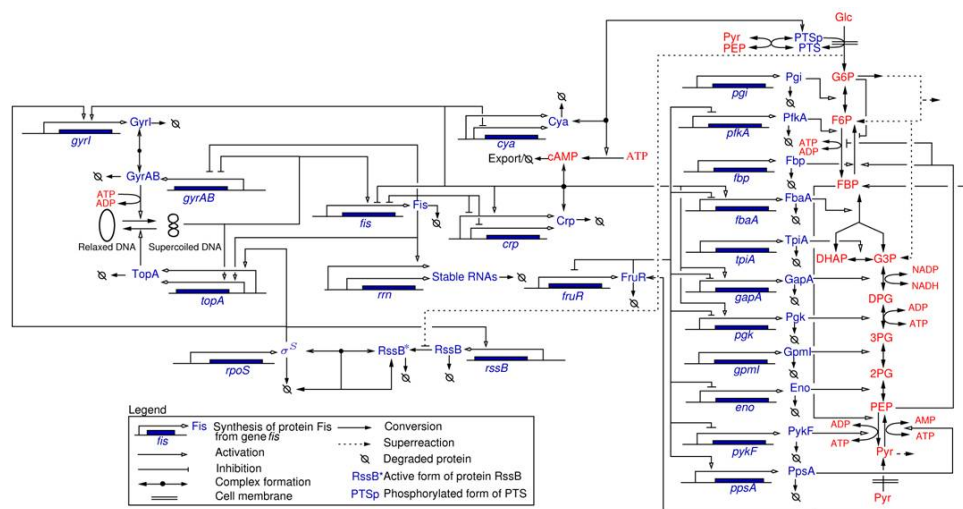 Glc
Pyr
PEP
PTSp
PTS
G6P
pgi
Pgi
F6P
pfkA
PfkA
ATP
ADP
fbp
Fbp
FBP
fbaA
FbaA
tpiA
TpiA
DHAP
G3P
gapA
GapA
NADP
NADH
DPG
pgk
Pgk
ADP
ATP
3PG
gpmI
GpmI
2PG
eno
Eno
PEP
pykF
PykF
ADP
ATP
AMP
ATP
Pyr
ppsA
PpsA
Pyr
gyrI
GyrI
cya
Cya
Export/
cAMP
ATP
GyrAB
gyrAB
ATP
ADP
Relaxed DNA
Supercoiled DNA
fis
Fis
crp
Crp
TopA
topA
rrn
Stable RNAs
fruR
FruR
rpoS
σS
RssB*
RssB
rssB
Legend
fis
Fis Synthesis of protein Fis
from gene fis
Activation
Inhibition
Complex formation
Cell membrane
Conversion
Superreaction
Degraded protein
RssB* Active form of protein RssB
PTSp Phosphorylated form of PTS